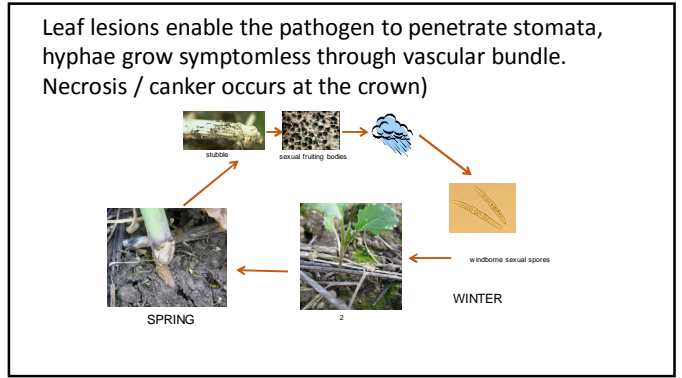 Leaf lesions enable the pathogen to penetrate stomata,
hyphae grow symptomless through vascular bundle.
Necrosis / canker occurs at the crown)
stubble
sexual fruiting bodies
windborne sexual spores
WINTER
2
SPRING